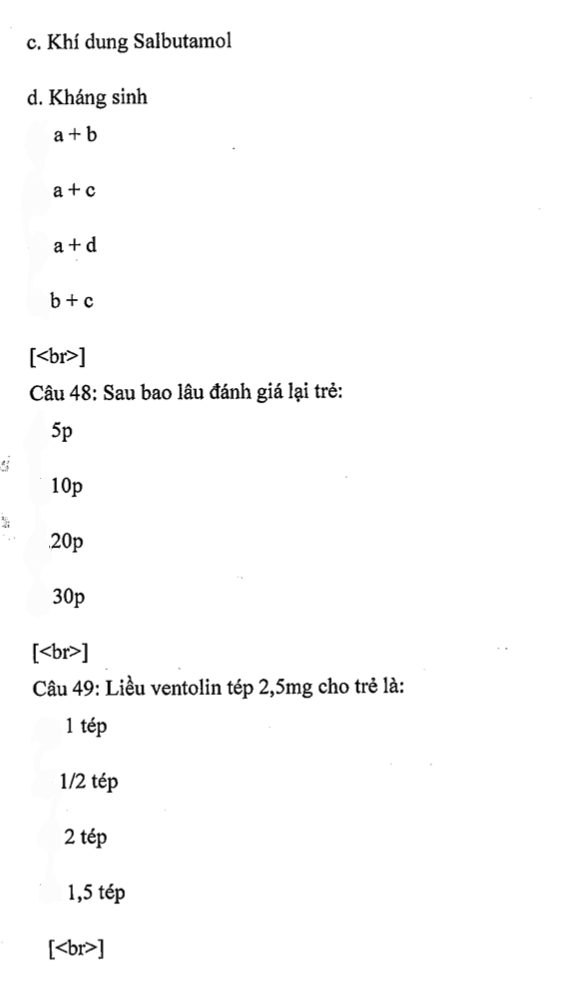 c. Khí dung Salbutamol
d. Kháng sinh
a + b
a + c
a + d
b + c
[<br>]
Câu 48: Sau bao lâu đánh giá lại trẻ:
5p
10p
20p
30p
[<br>]
Câu 49: Liều ventolin tép 2,5mg cho trẻ là:
1 tép
1/2 tép
2 tép
1,5 tép
[<br>]